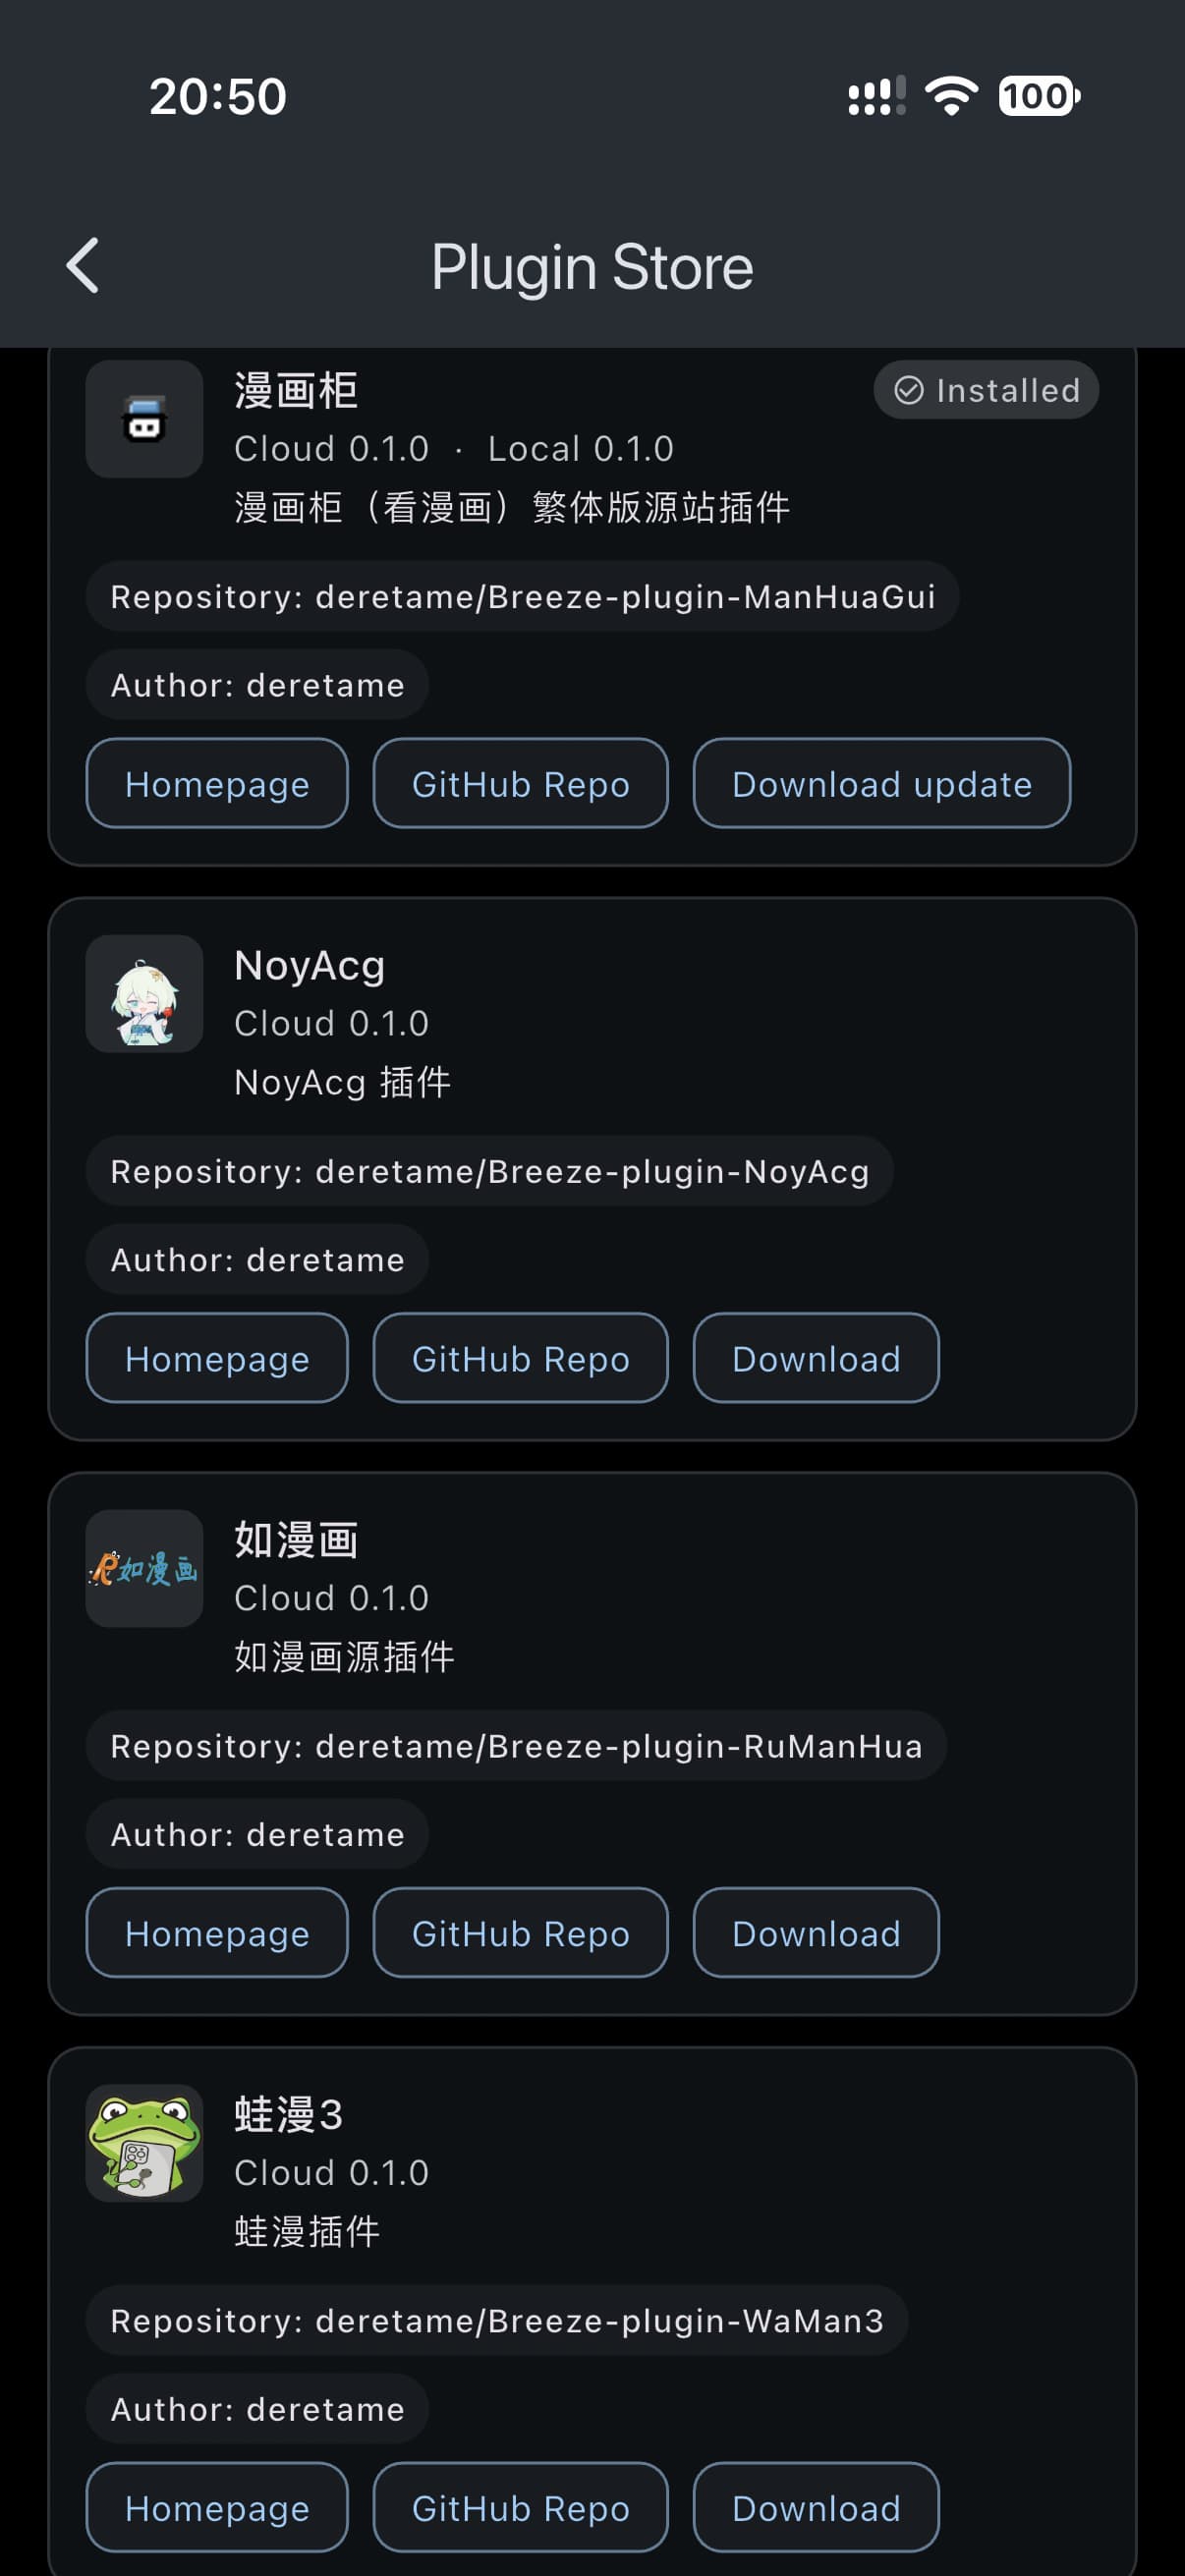 20:50
100
Plugin Store
漫画柜
Installed
Cloud 0.1.0 · Local 0.1.0
漫画柜（看漫画）繁体版源站插件
Repository: deretame/Breeze-plugin-ManHuaGui
Author: deretame
Homepage GitHub Repo Download update
NoyAcg
Cloud 0.1.0
NoyAcg 插件
Repository: deretame/Breeze-plugin-NoyAcg
Author: deretame
Homepage GitHub Repo Download
如漫画
R如漫画
Cloud 0.1.0
如漫画源插件
Repository: deretame/Breeze-plugin-RuManHua
Author: deretame
Homepage GitHub Repo Download
蛙漫3
Cloud 0.1.0
蛙漫插件
Repository: deretame/Breeze-plugin-WaMan3
Author: deretame
Homepage GitHub Repo Download